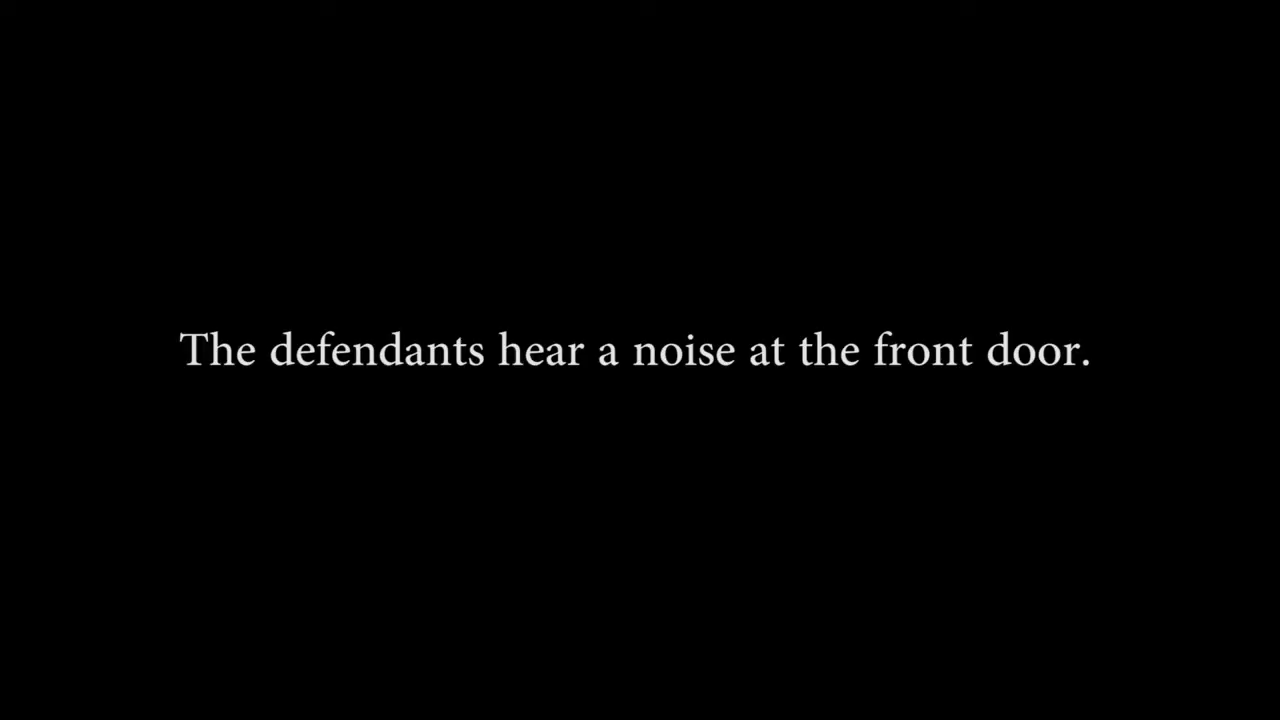 The defendants hear a noise at the front door.